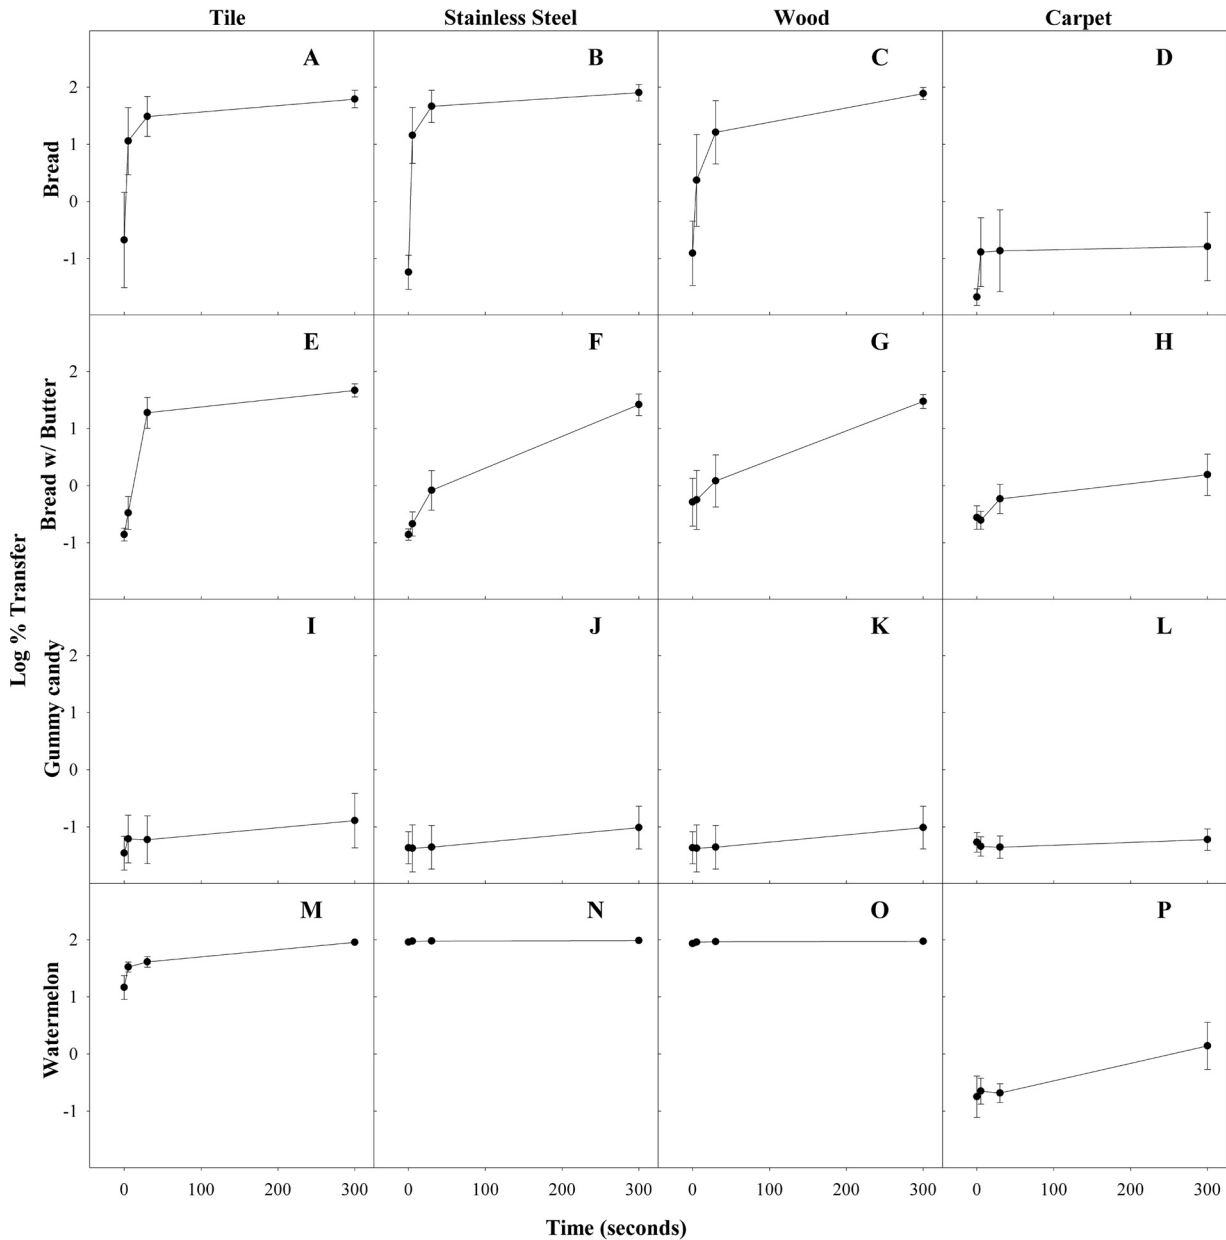 Tile Stainless Steel Wood Carpet
A B C D
Bread
2
1
0
-1
E F G H
Bread w/ Butter
2
1
0
-1
Log % Transfer
I J K L
Gummy candy
2
1
0
-1
M N O P
Watermelon
2
1
0
-1
0 100 200 300 0 100 200 300 0 100 200 300 0 100 200 300
Time (seconds)